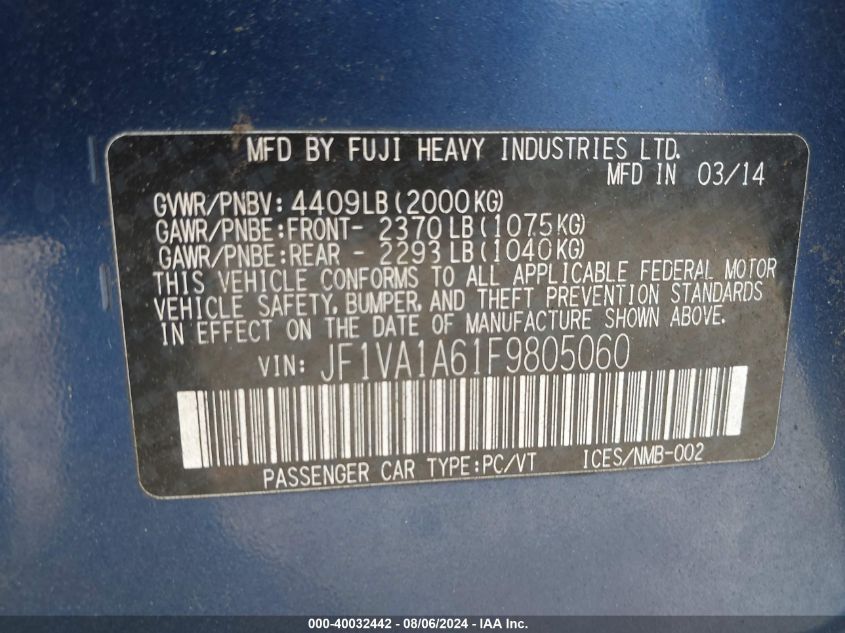 MFD BY FUJI HEAVY INDUSTRIES LTD.
MFD IN 03/14
GVWR/PNBV: 4409LB(2000KG)
GAWR/PNBE:FRONT- 2370LB(1075KG)
GAWR/PNBE:REAR - 2293LB(1040KG)
THIS VEHICLE CONFORMS TO ALL APPLICABLE FEDERAL MOTOR
VEHICLE SAFETY, BUMPER, AND THEFT PREVENTION STANDARDS
IN EFFECT ON THE DATE OF MANUFACTURE SHOWN ABOVE.
VIN: JF1VA1A61F9805060
PASSENGER CAR TYPE:PC/VT ICES/NMB-002
000-40032442 - 08/06/2024 - IAA Inc.